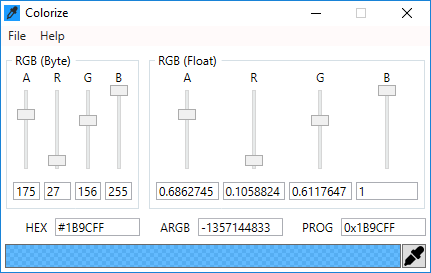 Colorize
File Help
RGB (Byte)
RGB (Float)
A R G B
A R G B
175 27 156 255
0.6862745 0.1058824 0.6117647 1
HEX #1B9CFF ARGB -1357144833 PROG 0x1B9CFF